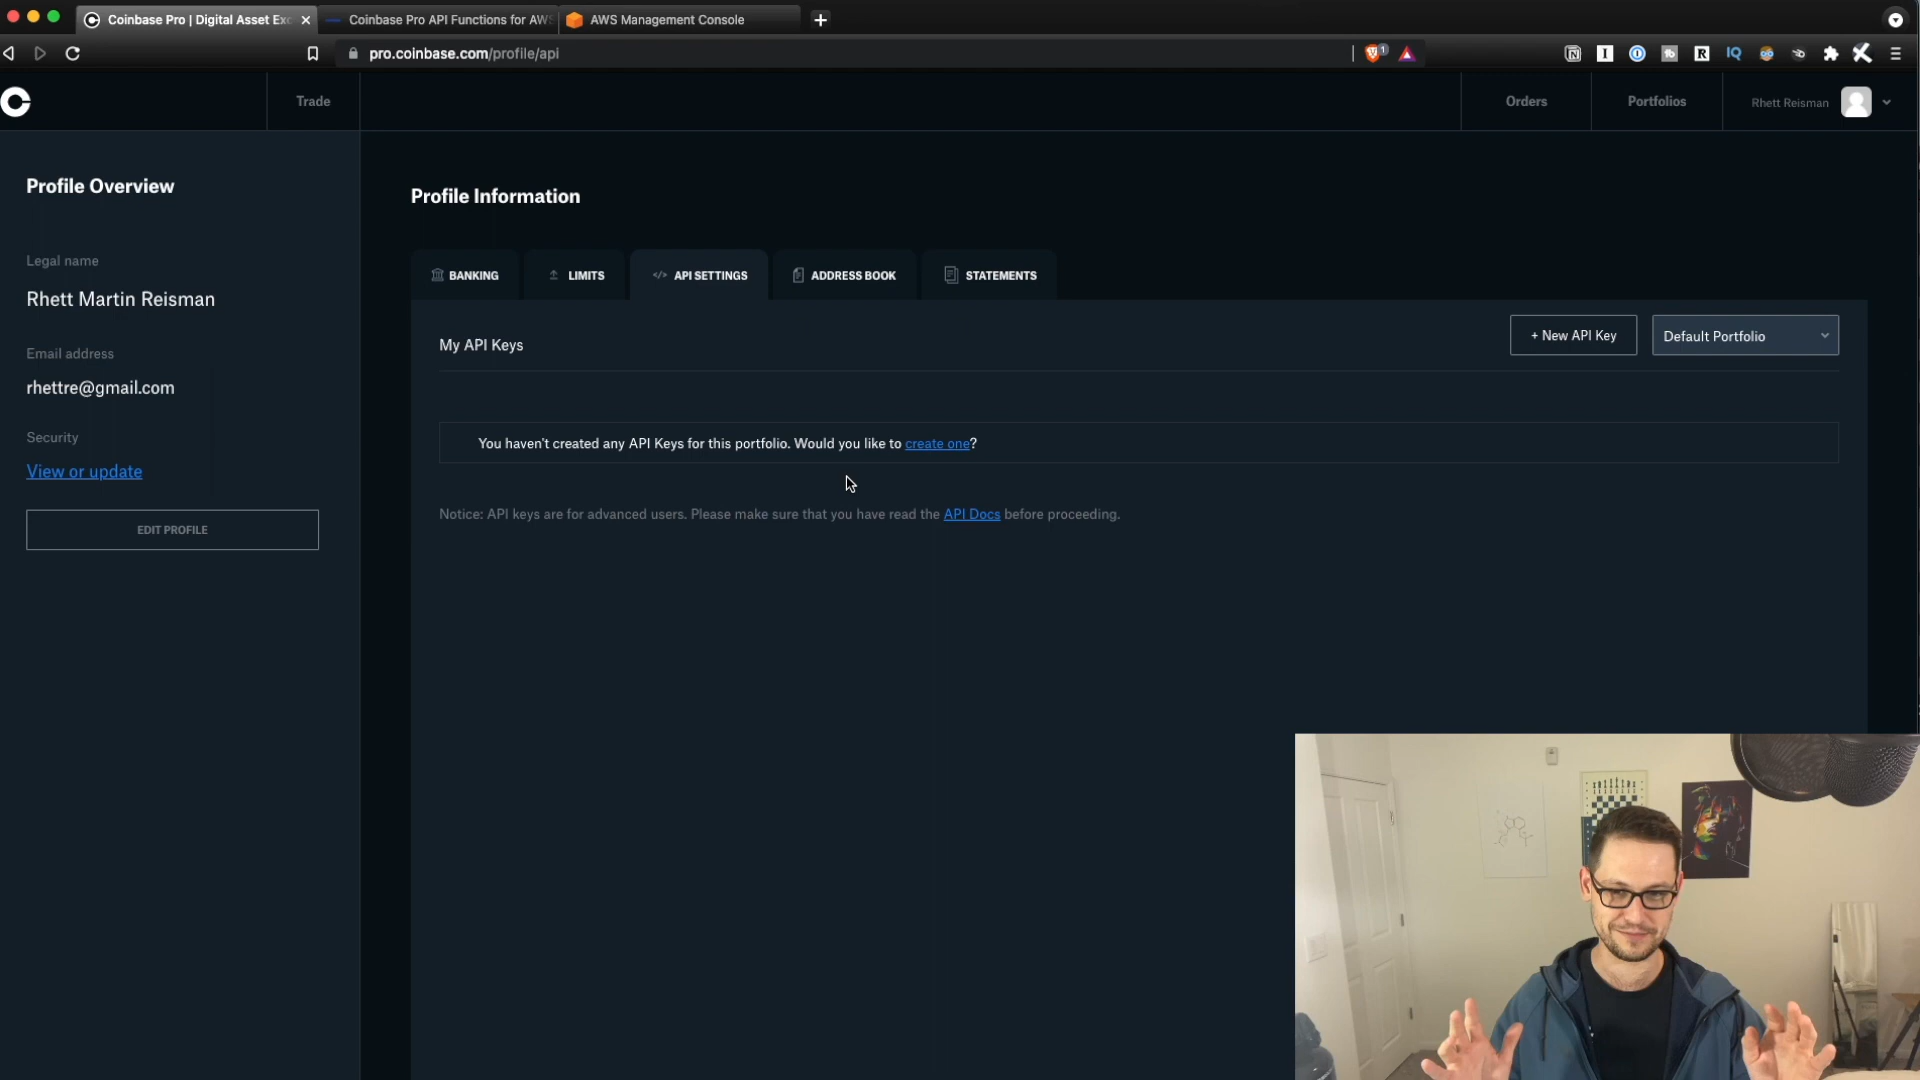 Coinbase Pro | Digital Asset Exc
Coinbase Pro API Functions for AWS
AWS Management Console
pro.coinbase.com/profile/api
1
IQ
Trade
Orders
Portfolios
Rhett Reisman
Profile Overview
Legal name
Rhett Martin Reisman
Email address
rhettre@gmail.com
Security
View or update
EDIT PROFILE
Profile Information
BANKING
LIMITS
</> API SETTINGS
ADDRESS BOOK
STATEMENTS
My API Keys
+ New API Key
Default Portfolio
You haven't created any API Keys for this portfolio. Would you like to create one?
Notice: API keys are for advanced users. Please make sure that you have read the API Docs before proceeding.